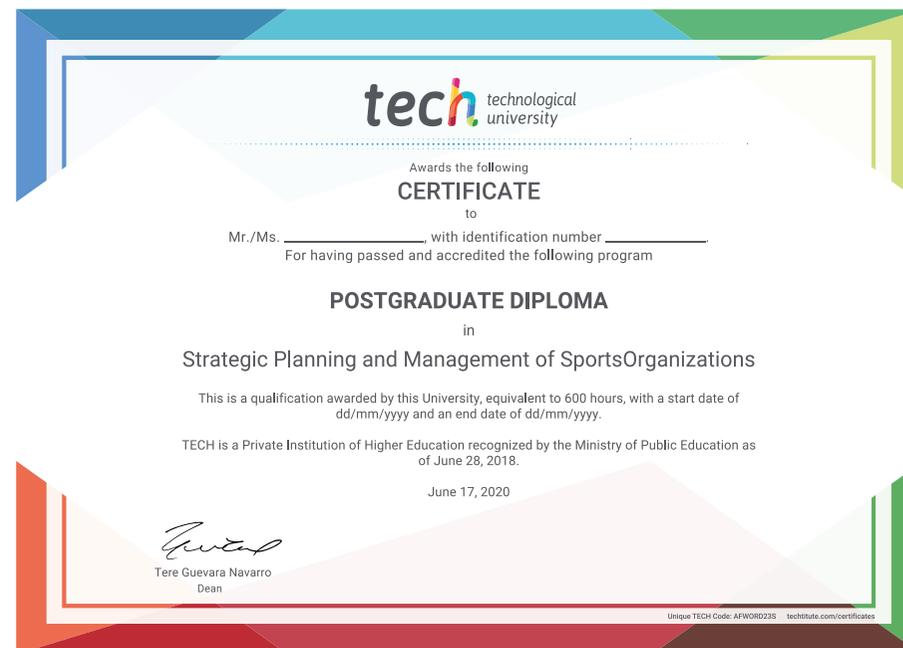 tech technological
university
Awards the following
CERTIFICATE
to
Mr./Ms. ________________, with identification number ____________.
For having passed and accredited the following program
POSTGRADUATE DIPLOMA
in
Strategic Planning and Management of SportsOrganizations
This is a qualification awarded by this University, equivalent to 600 hours, with a start date of
dd/mm/yyyy and an end date of dd/mm/yyyy.
TECH is a Private Institution of Higher Education recognized by the Ministry of Public Education as
of June 28, 2018.
June 17, 2020
Tere Guevara Navarro
Dean
Unique TECH Code: AFWORD23S techtitute.com/certificates